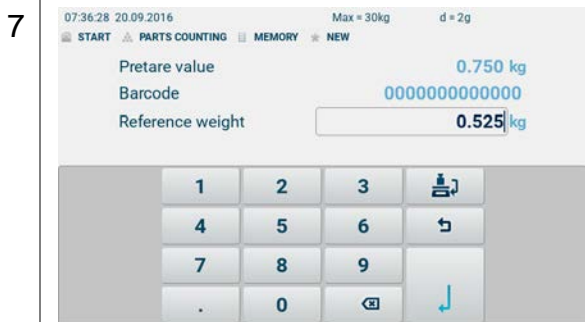 7
07:36:28 20.09.2016 Max = 30kg d = 2g
START PARTS COUNTING MEMORY NEW
Pretare value 0.750 kg
Barcode 0000000000000
Reference weight 0.525 kg
1 2 3
4 5 6
7 8 9
. 0